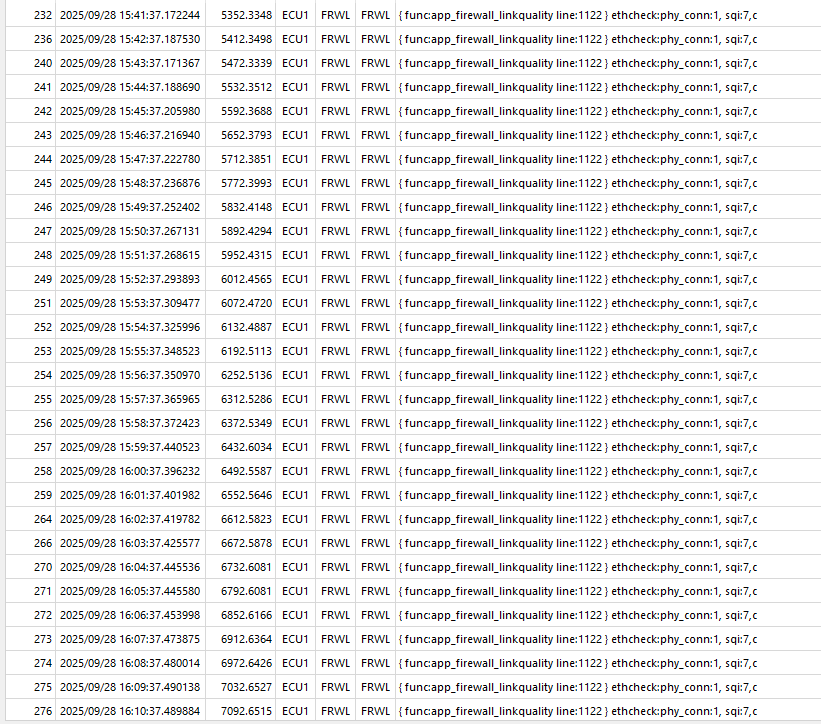 232 2025/09/28 15:41:37.172244 5352.3348 ECU1 FRWL FRWL { func:app_firewall_linkquality line:1122 } ethcheck:phy_conn:1, sqi:7,c
236 2025/09/28 15:42:37.187530 5412.3498 ECU1 FRWL FRWL { func:app_firewall_linkquality line:1122 } ethcheck:phy_conn:1, sqi:7,c
240 2025/09/28 15:43:37.171367 5472.3339 ECU1 FRWL FRWL { func:app_firewall_linkquality line:1122 } ethcheck:phy_conn:1, sqi:7,c
241 2025/09/28 15:44:37.188690 5532.3512 ECU1 FRWL FRWL { func:app_firewall_linkquality line:1122 } ethcheck:phy_conn:1, sqi:7,c
242 2025/09/28 15:45:37.205980 5592.3688 ECU1 FRWL FRWL { func:app_firewall_linkquality line:1122 } ethcheck:phy_conn:1, sqi:7,c
243 2025/09/28 15:46:37.216940 5652.3793 ECU1 FRWL FRWL { func:app_firewall_linkquality line:1122 } ethcheck:phy_conn:1, sqi:7,c
244 2025/09/28 15:47:37.222780 5712.3851 ECU1 FRWL FRWL { func:app_firewall_linkquality line:1122 } ethcheck:phy_conn:1, sqi:7,c
245 2025/09/28 15:48:37.236876 5772.3993 ECU1 FRWL FRWL { func:app_firewall_linkquality line:1122 } ethcheck:phy_conn:1, sqi:7,c
246 2025/09/28 15:49:37.252402 5832.4148 ECU1 FRWL FRWL { func:app_firewall_linkquality line:1122 } ethcheck:phy_conn:1, sqi:7,c
247 2025/09/28 15:50:37.267131 5892.4294 ECU1 FRWL FRWL { func:app_firewall_linkquality line:1122 } ethcheck:phy_conn:1, sqi:7,c
248 2025/09/28 15:51:37.268615 5952.4315 ECU1 FRWL FRWL { func:app_firewall_linkquality line:1122 } ethcheck:phy_conn:1, sqi:7,c
249 2025/09/28 15:52:37.293893 6012.4565 ECU1 FRWL FRWL { func:app_firewall_linkquality line:1122 } ethcheck:phy_conn:1, sqi:7,c
251 2025/09/28 15:53:37.309477 6072.4720 ECU1 FRWL FRWL { func:app_firewall_linkquality line:1122 } ethcheck:phy_conn:1, sqi:7,c
252 2025/09/28 15:54:37.325996 6132.4887 ECU1 FRWL FRWL { func:app_firewall_linkquality line:1122 } ethcheck:phy_conn:1, sqi:7,c
253 2025/09/28 15:55:37.348523 6192.5113 ECU1 FRWL FRWL { func:app_firewall_linkquality line:1122 } ethcheck:phy_conn:1, sqi:7,c
254 2025/09/28 15:56:37.350970 6252.5136 ECU1 FRWL FRWL { func:app_firewall_linkquality line:1122 } ethcheck:phy_conn:1, sqi:7,c
255 2025/09/28 15:57:37.365965 6312.5286 ECU1 FRWL FRWL { func:app_firewall_linkquality line:1122 } ethcheck:phy_conn:1, sqi:7,c
256 2025/09/28 15:58:37.372423 6372.5349 ECU1 FRWL FRWL { func:app_firewall_linkquality line:1122 } ethcheck:phy_conn:1, sqi:7,c
257 2025/09/28 15:59:37.440523 6432.6034 ECU1 FRWL FRWL { func:app_firewall_linkquality line:1122 } ethcheck:phy_conn:1, sqi:7,c
258 2025/09/28 16:00:37.396232 6492.5587 ECU1 FRWL FRWL { func:app_firewall_linkquality line:1122 } ethcheck:phy_conn:1, sqi:7,c
259 2025/09/28 16:01:37.401982 6552.5646 ECU1 FRWL FRWL { func:app_firewall_linkquality line:1122 } ethcheck:phy_conn:1, sqi:7,c
264 2025/09/28 16:02:37.419782 6612.5823 ECU1 FRWL FRWL { func:app_firewall_linkquality line:1122 } ethcheck:phy_conn:1, sqi:7,c
266 2025/09/28 16:03:37.425577 6672.5878 ECU1 FRWL FRWL { func:app_firewall_linkquality line:1122 } ethcheck:phy_conn:1, sqi:7,c
270 2025/09/28 16:04:37.445536 6732.6081 ECU1 FRWL FRWL { func:app_firewall_linkquality line:1122 } ethcheck:phy_conn:1, sqi:7,c
271 2025/09/28 16:05:37.445580 6792.6081 ECU1 FRWL FRWL { func:app_firewall_linkquality line:1122 } ethcheck:phy_conn:1, sqi:7,c
272 2025/09/28 16:06:37.453998 6852.6166 ECU1 FRWL FRWL { func:app_firewall_linkquality line:1122 } ethcheck:phy_conn:1, sqi:7,c
273 2025/09/28 16:07:37.473875 6912.6364 ECU1 FRWL FRWL { func:app_firewall_linkquality line:1122 } ethcheck:phy_conn:1, sqi:7,c
274 2025/09/28 16:08:37.480014 6972.6426 ECU1 FRWL FRWL { func:app_firewall_linkquality line:1122 } ethcheck:phy_conn:1, sqi:7,c
275 2025/09/28 16:09:37.490138 7032.6527 ECU1 FRWL FRWL { func:app_firewall_linkquality line:1122 } ethcheck:phy_conn:1, sqi:7,c
276 2025/09/28 16:10:37.489884 7092.6515 ECU1 FRWL FRWL { func:app_firewall_linkquality line:1122 } ethcheck:phy_conn:1, sqi:7,c